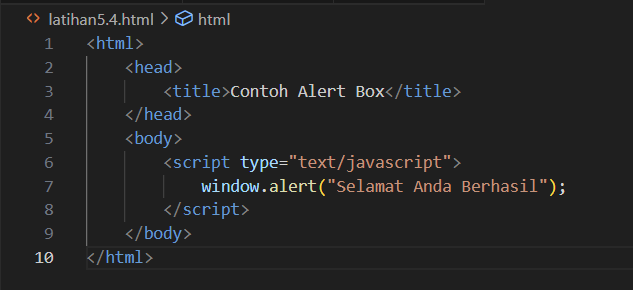 latihan5.4.html > html
1 <html>
2     <head>
3         <title>Contoh Alert Box</title>
4     </head>
5     <body>
6         <script type="text/javascript">
7             window.alert("Selamat Anda Berhasil");
8         </script>
9     </body>
10 </html>